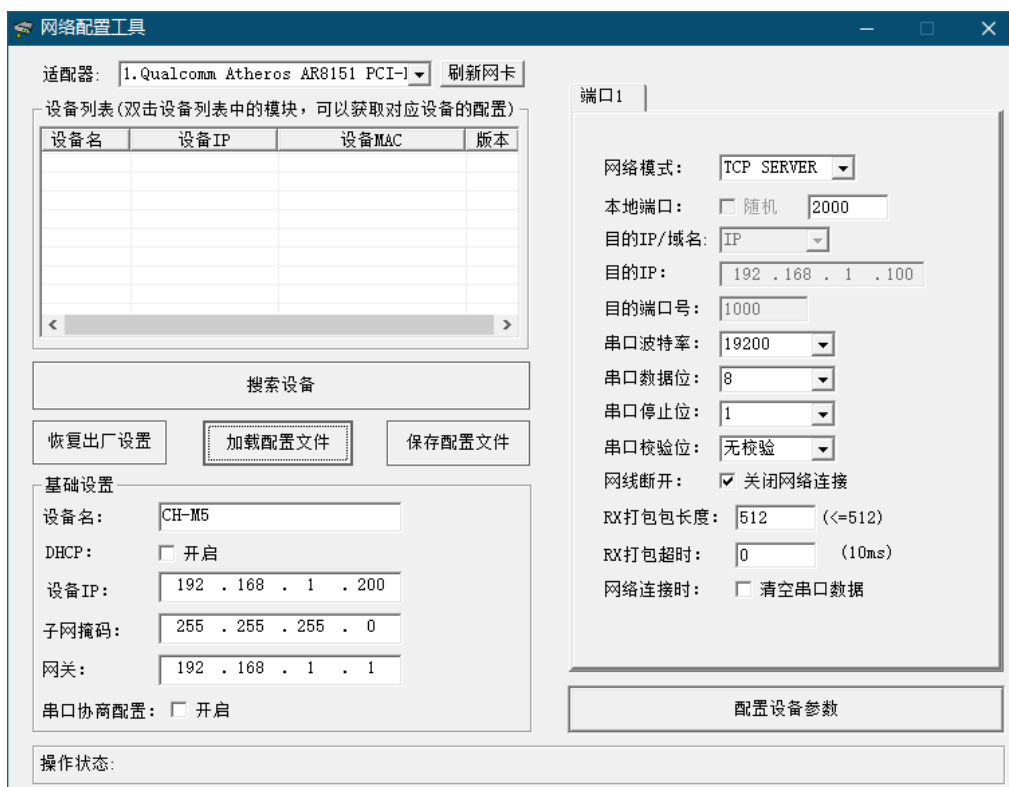 网络配置工具
适配器: 1.Qualcomm Atheros AR8151 PCI-1 刷新网卡
设备列表(双击设备列表中的模块，可以获取对应设备的配置)
设备名 设备IP 设备MAC 版本
搜索设备
恢复出厂设置 加载配置文件 保存配置文件
基础设置
设备名: CH-M5
DHCP: 开启
设备IP: 192 . 168 . 1 . 200
子网掩码: 255 . 255 . 255 . 0
网关: 192 . 168 . 1 . 1
串口协商配置: 开启
端口1
网络模式: TCP SERVER
本地端口: 随机 2000
目的IP/域名: IP
目的IP: 192 . 168 . 1 . 100
目的端口号: 1000
串口波特率: 19200
串口数据位: 8
串口停止位: 1
串口校验位: 无校验
网线断开: 关闭网络连接
RX打包包长度: 512 (<=512)
RX打包超时: 0 (10ms)
网络连接时: 清空串口数据
配置设备参数
操作状态: